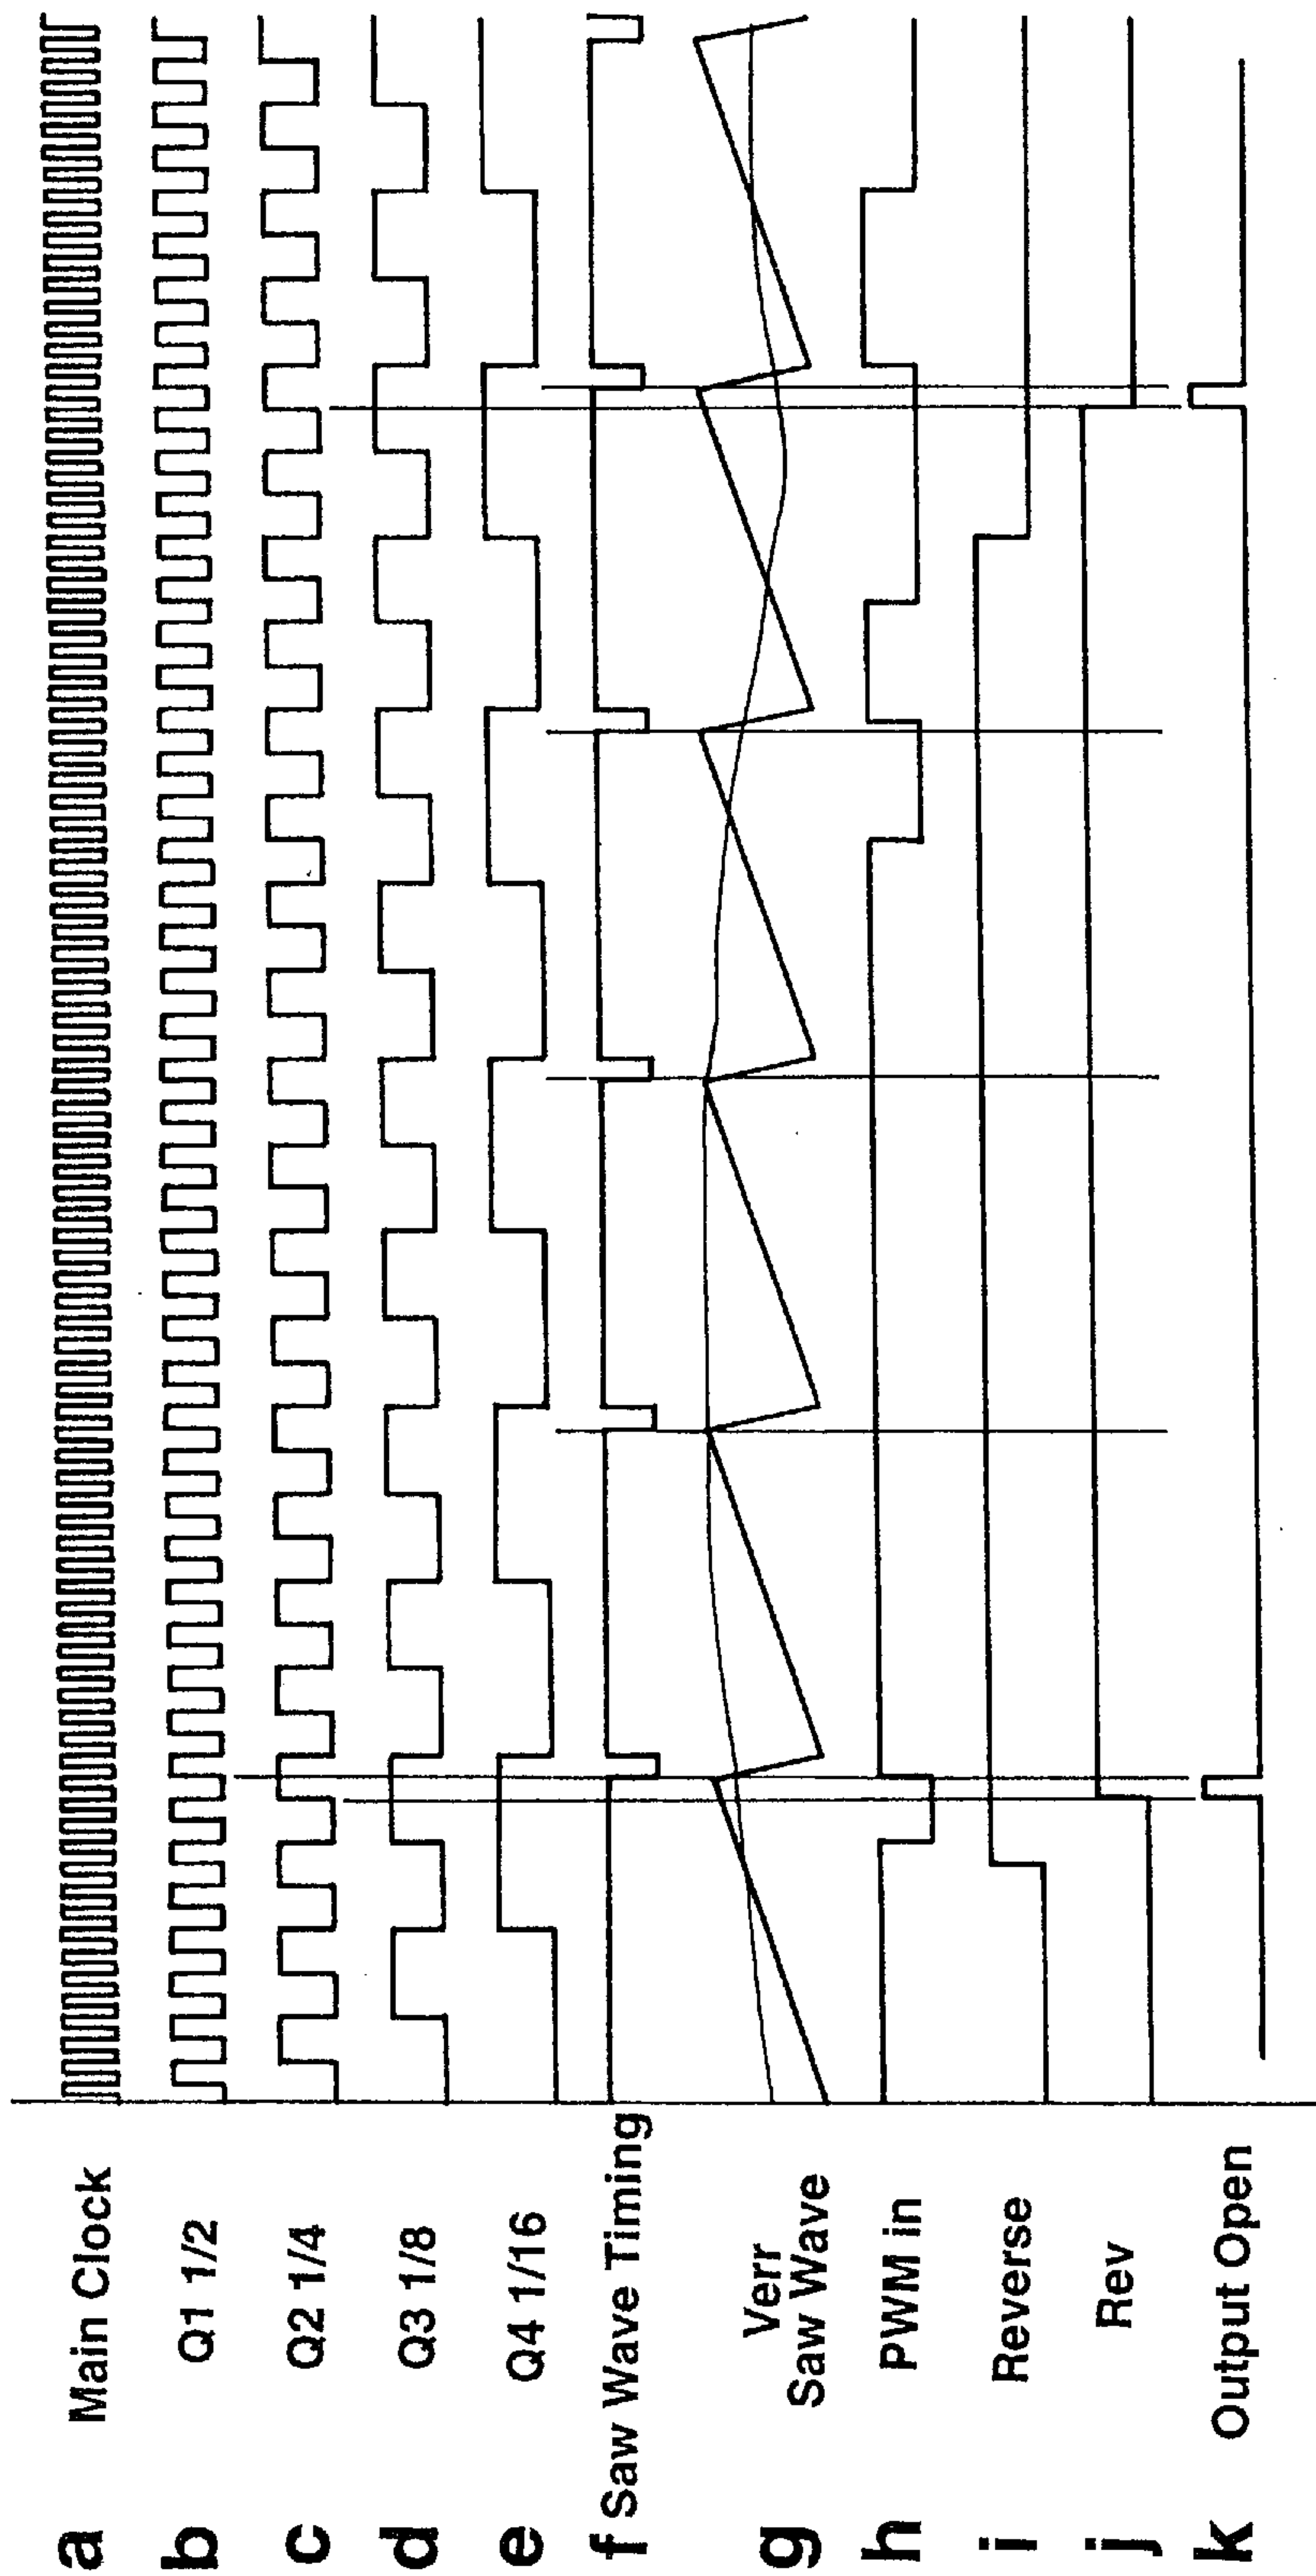 a Main Clock
b Q1 1/2
c Q2 1/4
d Q3 1/8
e Q4 1/16
f Saw Wave Timing
g Verr
Saw Wave
h PWM in
i Reverse
j Rev
k Output Open